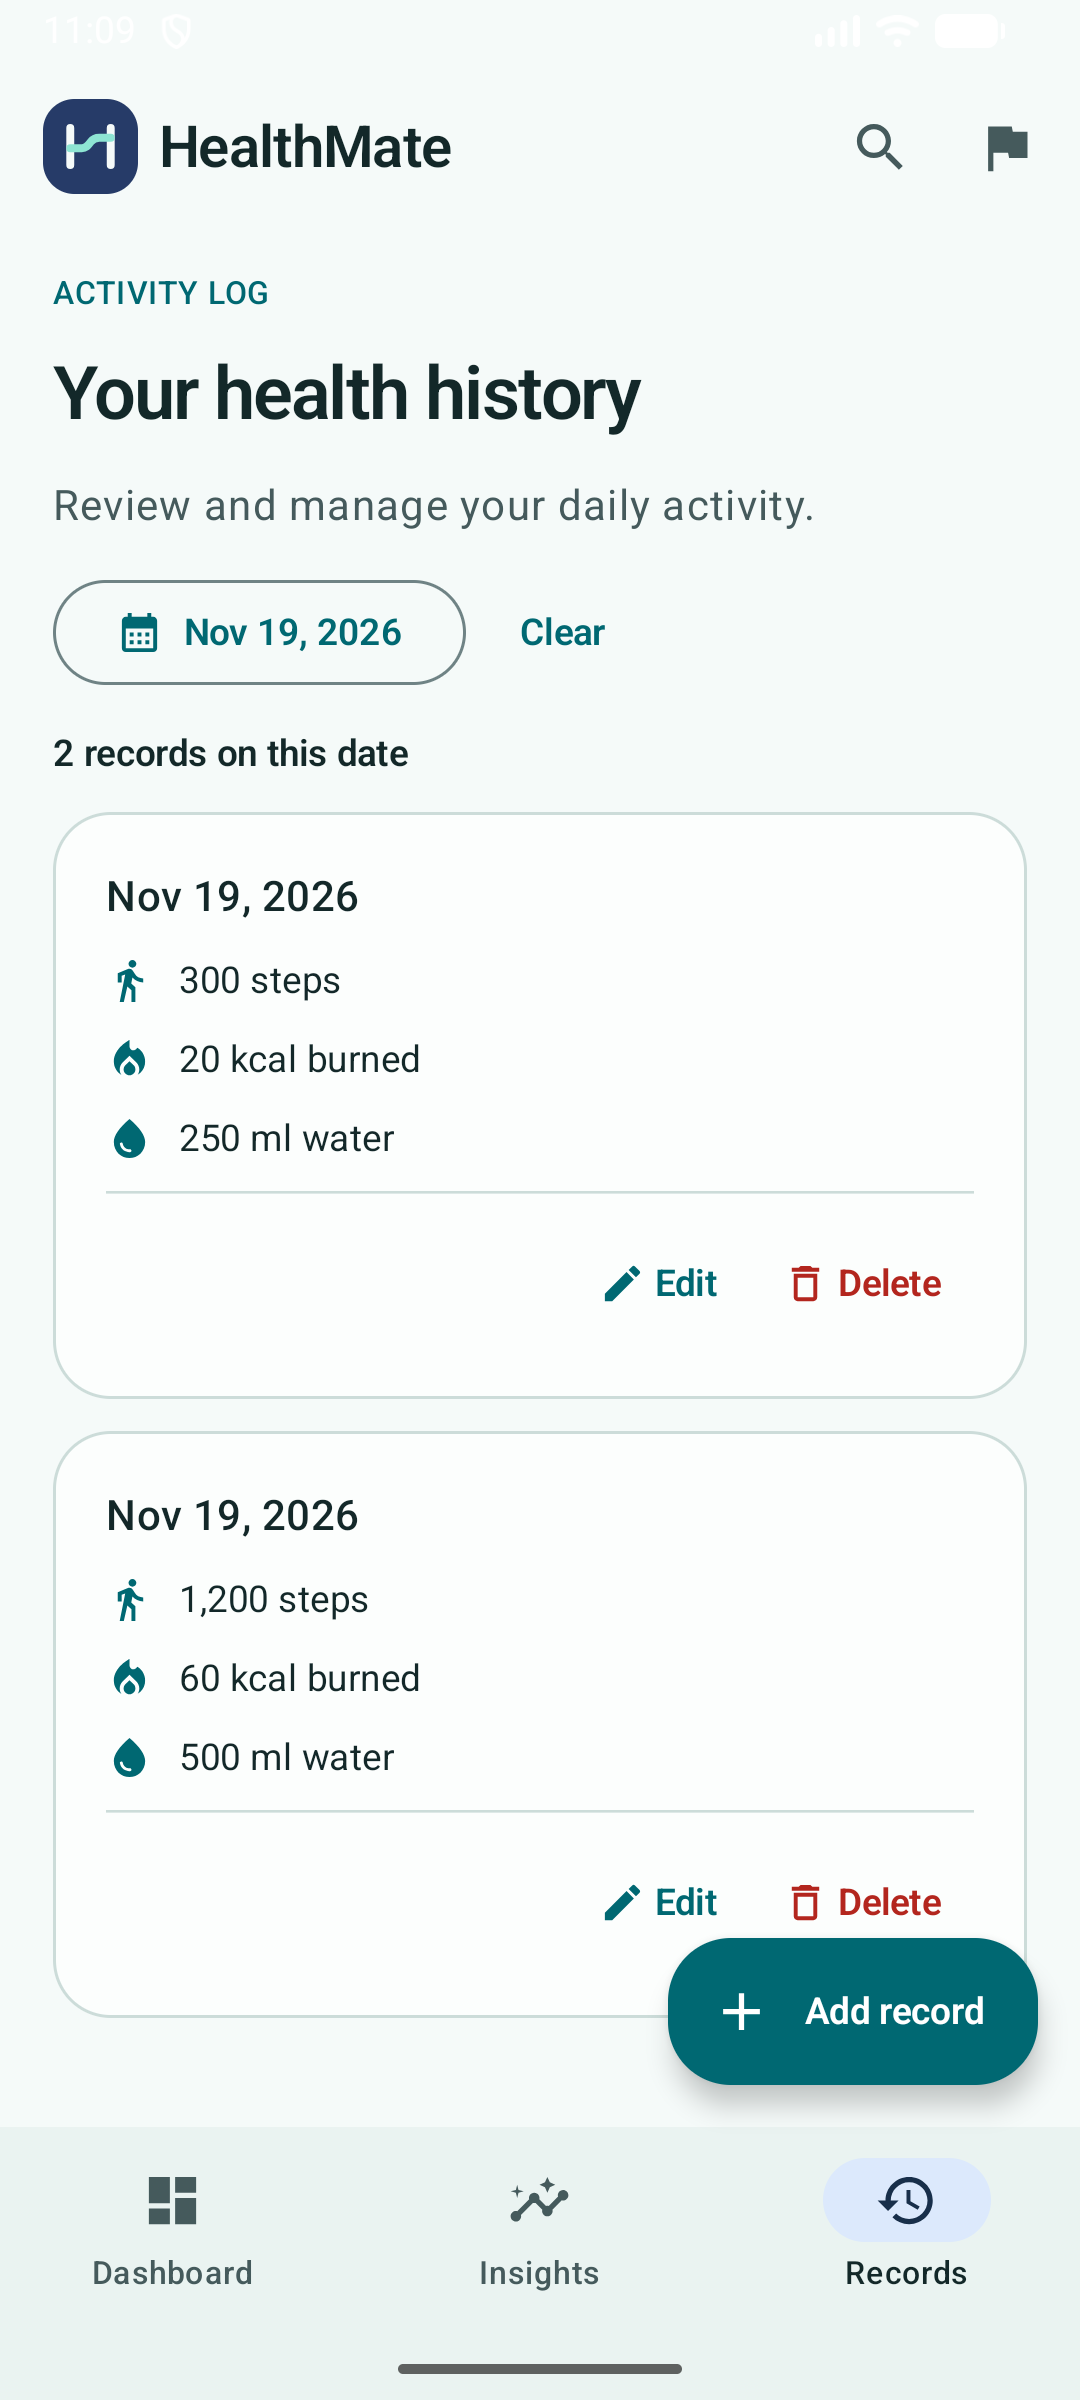 11:09
HealthMate
ACTIVITY LOG
Your health history
Review and manage your daily activity.
Nov 19, 2026 Clear
2 records on this date
Nov 19, 2026
300 steps
20 kcal burned
250 ml water
Edit Delete
Nov 19, 2026
1,200 steps
60 kcal burned
500 ml water
Edit Delete
Add record
Dashboard Insights Records